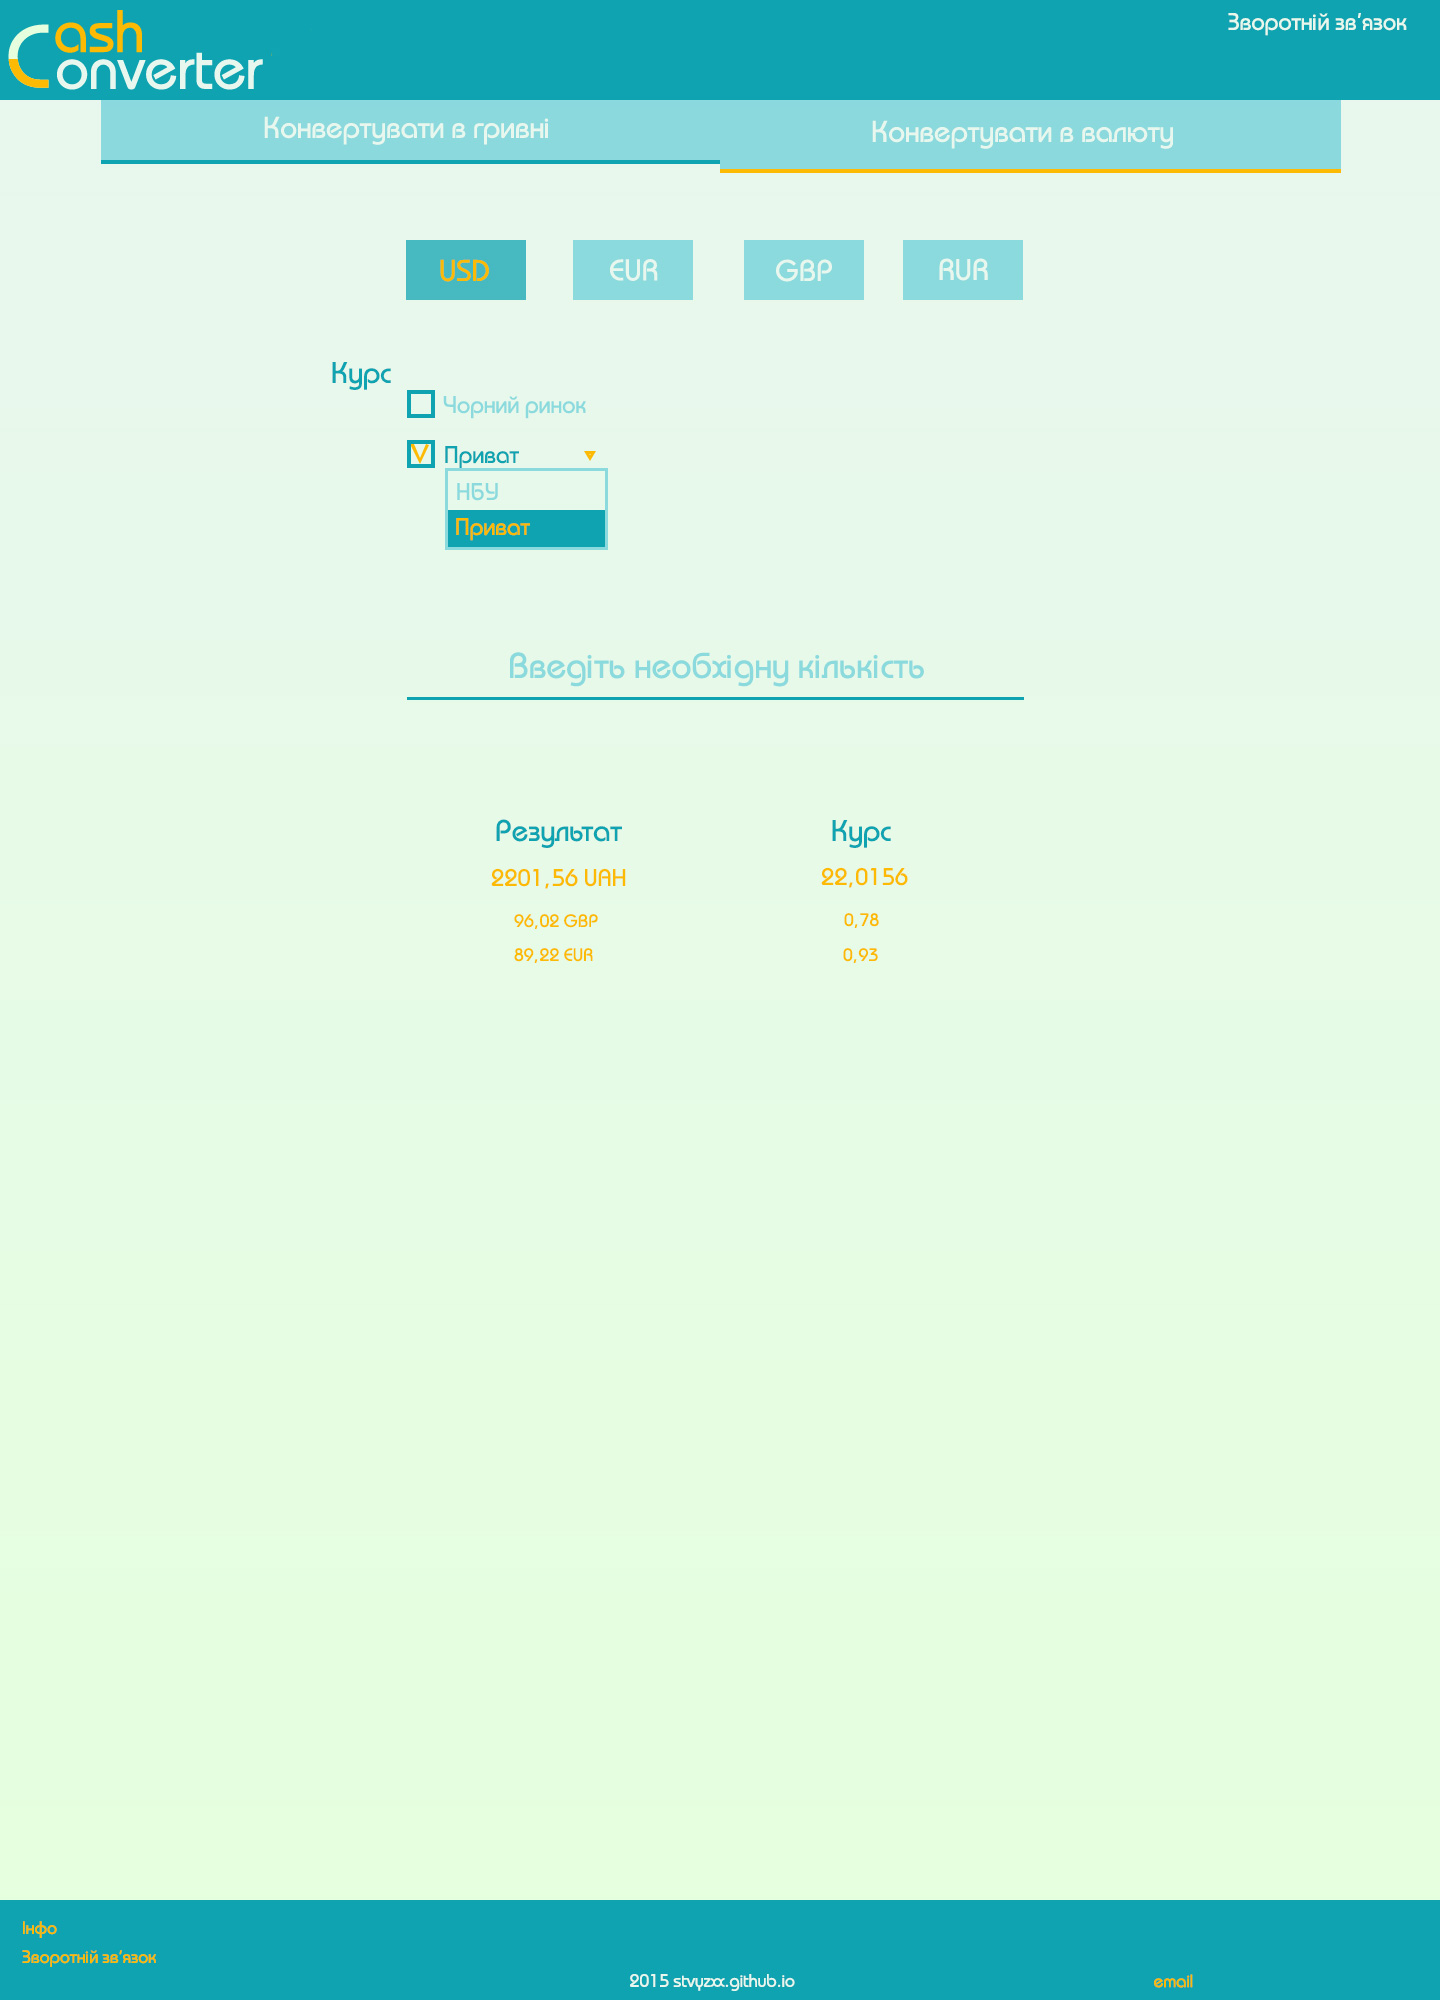 Cash
Converter
Зворотній зв'язок
Конвертувати в гривні
Конвертувати в валюту
USD
EUR
GBP
RUR
Курс
Чорний ринок
V Приват
НБУ
Приват
Введіть необхідну кількість
Результат
Курс
2201,56 UAH
22,0156
96,02 GBP
0,78
89,22 EUR
0,93
Інфо
Зворотній зв'язок
2015 stvyzxx.github.io
email